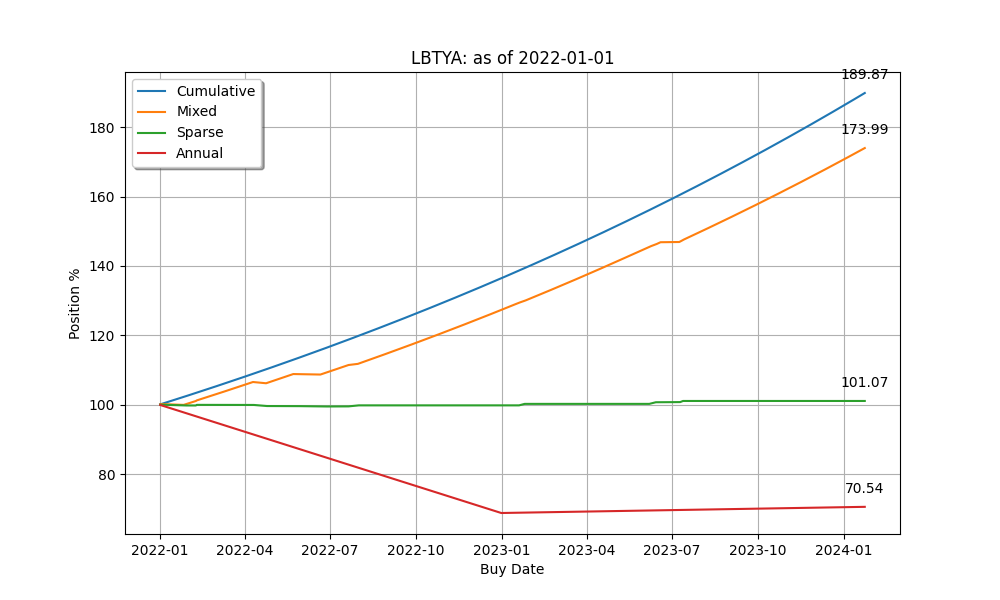 LBTYA: as of 2022-01-01
Cumulative
Mixed
Sparse
Annual
189.87
173.99
101.07
70.54
Position %
180
160
140
120
100
80
2022-01
2022-04
2022-07
2022-10
2023-01
2023-04
2023-07
2023-10
2024-01
Buy Date